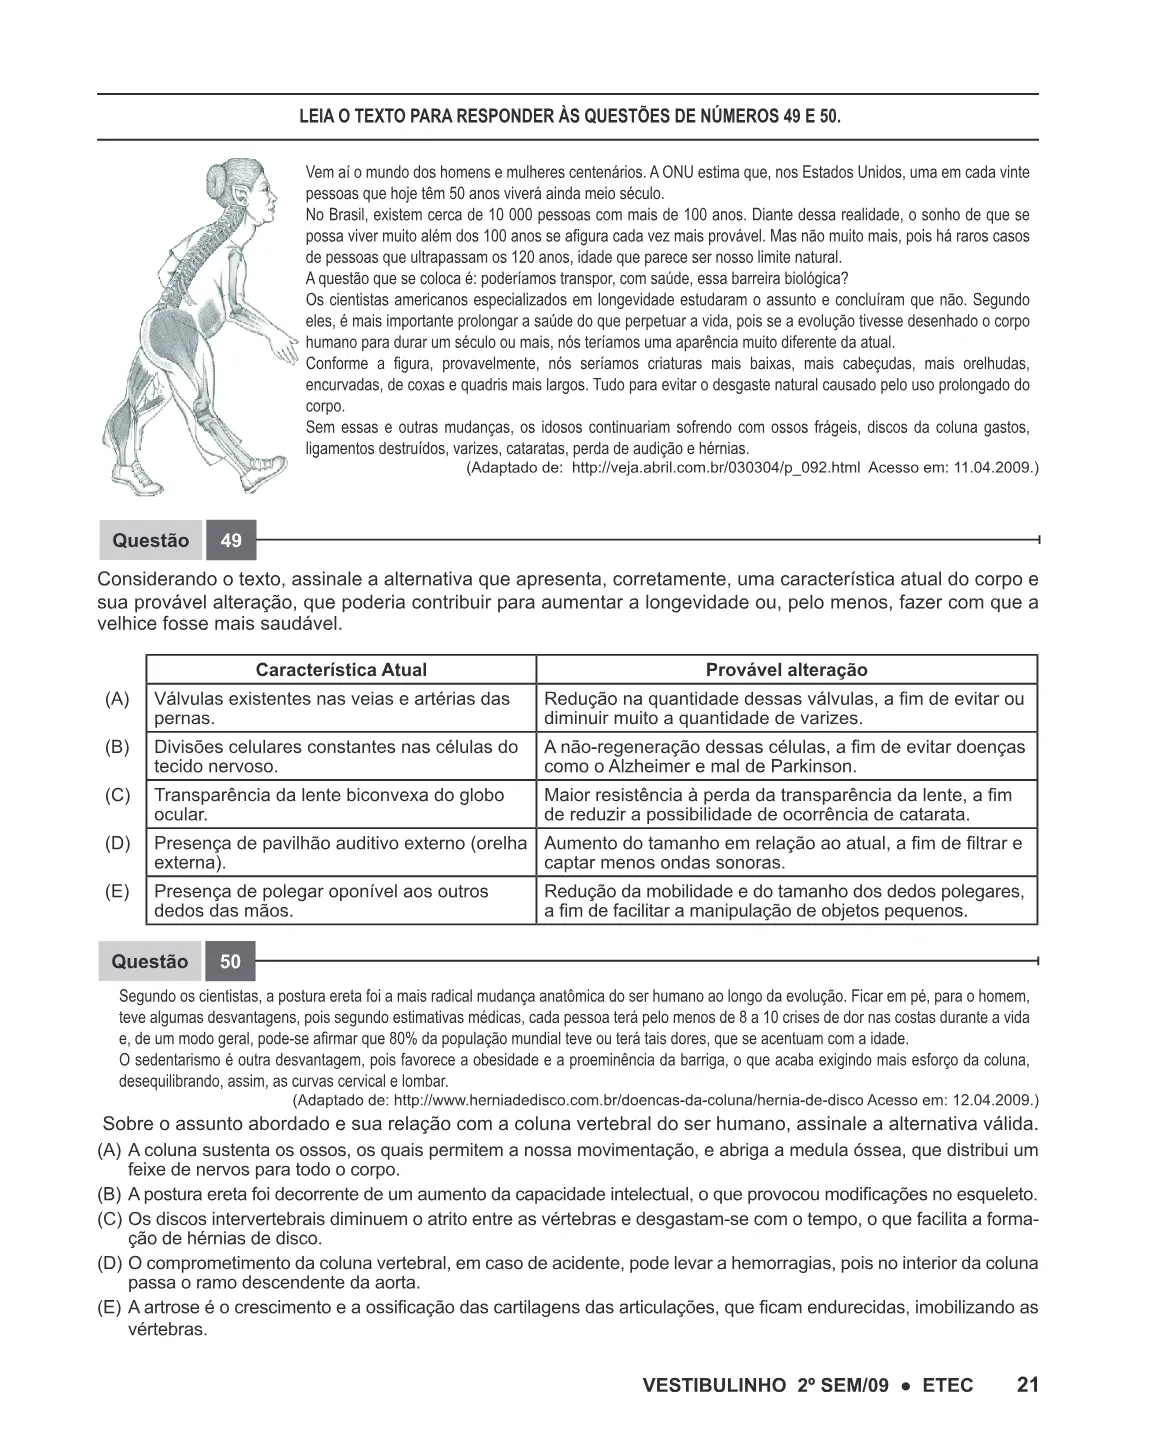 LEIA O TEXTO PARA RESPONDER ÀS QUESTÕES DE NÚMEROS 49 E 50.
Vem aí o mundo dos homens e mulheres centenários. A ONU estima que, nos Estados Unidos, uma em cada vinte
pessoas que hoje têm 50 anos viverá ainda meio século.
No Brasil, existem cerca de 10 000 pessoas com mais de 100 anos. Diante dessa realidade, o sonho de que se
possa viver muito além dos 100 anos se afigura cada vez mais provável. Mas não muito mais, pois há raros casos
de pessoas que ultrapassam os 120 anos, idade que parece ser nosso limite natural.
A questão que se coloca é: poderíamos transpor, com saúde, essa barreira biológica?
Os cientistas americanos especializados em longevidade estudaram o assunto e concluíram que não. Segundo
eles, é mais importante prolongar a saúde do que perpetuar a vida, pois se a evolução tivesse desenhado o corpo
humano para durar um século ou mais, nós teríamos uma aparência muito diferente da atual.
Conforme a figura, provavelmente, nós seríamos criaturas mais baixas, mais cabeçudas, mais orelhudas,
encurvadas, de coxas e quadris mais largos. Tudo para evitar o desgaste natural causado pelo uso prolongado do
corpo.
Sem essas e outras mudanças, os idosos continuariam sofrendo com ossos frágeis, discos da coluna gastos,
ligamentos destruídos, varizes, cataratas, perda de audição e hérnias.
(Adaptado de: http://veja.abril.com.br/030304/p_092.html Acesso em: 11.04.2009.)
Questão 49
Considerando o texto, assinale a alternativa que apresenta, corretamente, uma característica atual do corpo e
sua provável alteração, que poderia contribuir para aumentar a longevidade ou, pelo menos, fazer com que a
velhice fosse mais saudável.
Característica Atual Provável alteração
(A) Válvulas existentes nas veias e artérias das Redução na quantidade dessas válvulas, a fim de evitar ou
pernas. diminuir muito a quantidade de varizes.
(B) Divisões celulares constantes nas células do A não-regeneração dessas células, a fim de evitar doenças
tecido nervoso. como o Alzheimer e mal de Parkinson.
(C) Transparência da lente biconvexa do globo Maior resistência à perda da transparência da lente, a fim
ocular. de reduzir a possibilidade de ocorrência de catarata.
(D) Presença de pavilhão auditivo externo (orelha Aumento do tamanho em relação ao atual, a fim de filtrar e
externa). captar menos ondas sonoras.
(E) Presença de polegar oponível aos outros Redução da mobilidade e do tamanho dos dedos polegares,
dedos das mãos. a fim de facilitar a manipulação de objetos pequenos.
Questão 50
Segundo os cientistas, a postura ereta foi a mais radical mudança anatômica do ser humano ao longo da evolução. Ficar em pé, para o homem,
teve algumas desvantagens, pois segundo estimativas médicas, cada pessoa terá pelo menos de 8 a 10 crises de dor nas costas durante a vida
e, de um modo geral, pode-se afirmar que 80% da população mundial teve ou terá tais dores, que se acentuam com a idade.
O sedentarismo é outra desvantagem, pois favorece a obesidade e a proeminência da barriga, o que acaba exigindo mais esforço da coluna,
desequilibrando, assim, as curvas cervical e lombar.
(Adaptado de: http://www.herniadedisco.com.br/doencas-da-coluna/hernia-de-disco Acesso em: 12.04.2009.)
Sobre o assunto abordado e sua relação com a coluna vertebral do ser humano, assinale a alternativa válida.
(A) A coluna sustenta os ossos, os quais permitem a nossa movimentação, e abriga a medula óssea, que distribui um
feixe de nervos para todo o corpo.
(B) A postura ereta foi decorrente de um aumento da capacidade intelectual, o que provocou modificações no esqueleto.
(C) Os discos intervertebrais diminuem o atrito entre as vértebras e desgastam-se com o tempo, o que facilita a forma-
ção de hérnias de disco.
(D) O comprometimento da coluna vertebral, em caso de acidente, pode levar a hemorragias, pois no interior da coluna
passa o ramo descendente da aorta.
(E) A artrose é o crescimento e a ossificação das cartilagens das articulações, que ficam endurecidas, imobilizando as
vértebras.
VESTIBULINHO 2º SEM/09 ● ETEC 21